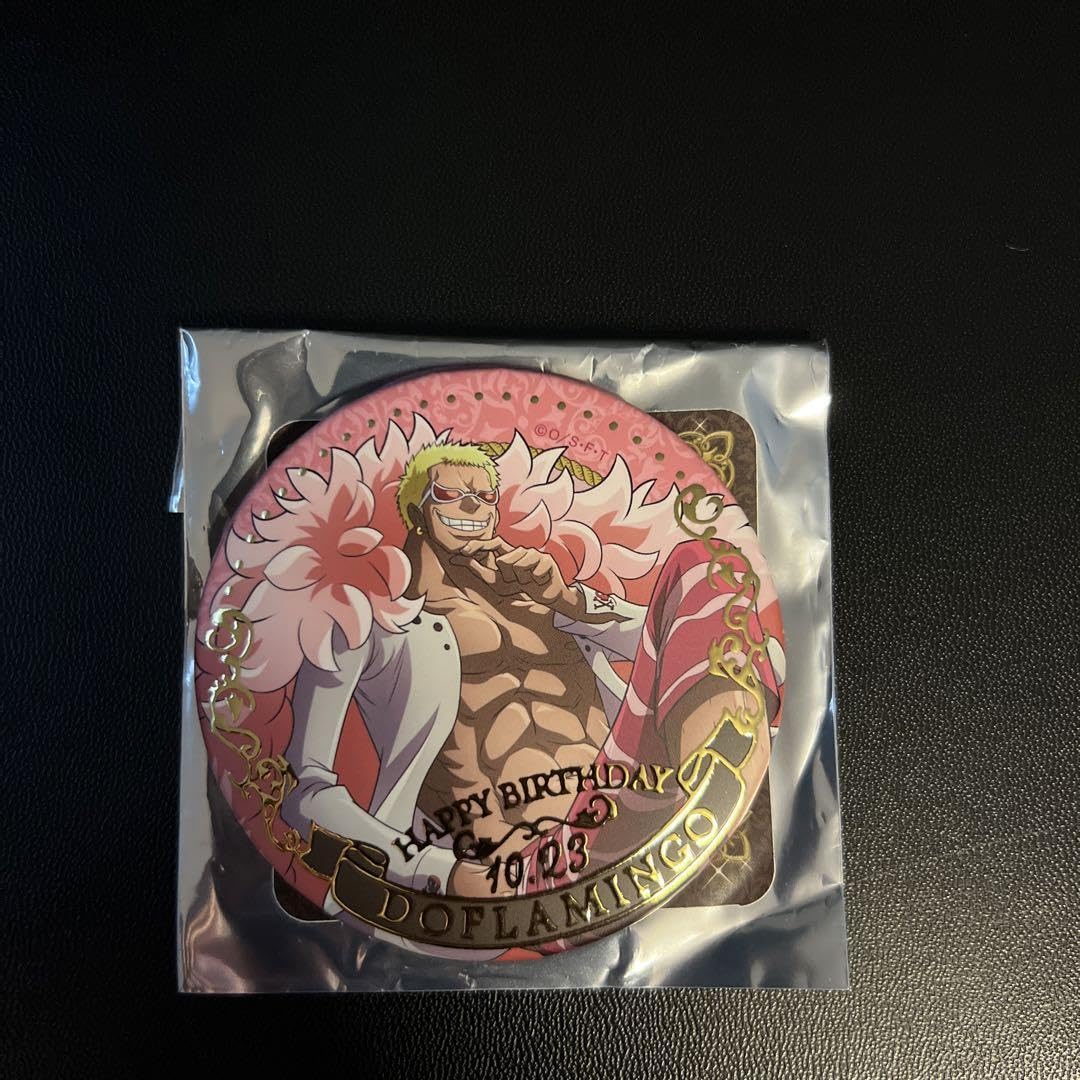 ©O/S・F・T
HAPPY BIRTHDAY
10.23
DOFLAMINGO